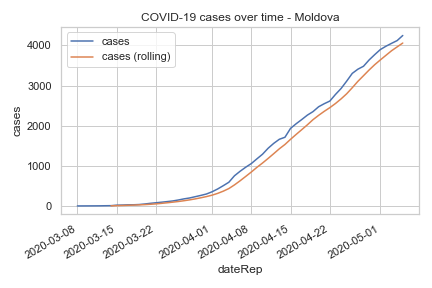 COVID-19 cases over time - Moldova
cases
cases (rolling)
4000
3000
2000
1000
0
cases
2020-03-08
2020-03-15
2020-03-22
2020-04-01
2020-04-08
2020-04-15
2020-04-22
2020-05-01
dateRep